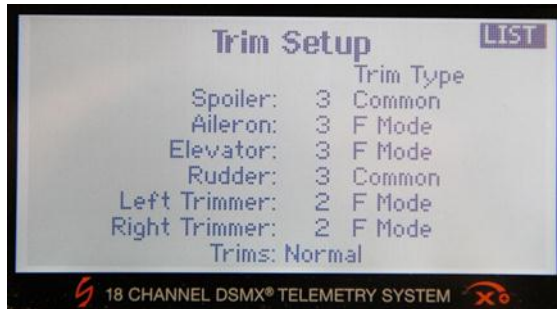 Trim Setup LIST
Trim Type
Spoiler: 3 Common
Aileron: 3 F Mode
Elevator: 3 F Mode
Rudder: 3 Common
Left Trimmer: 2 F Mode
Right Trimmer: 2 F Mode
Trims: Normal
18 CHANNEL DSMX® TELEMETRY SYSTEM